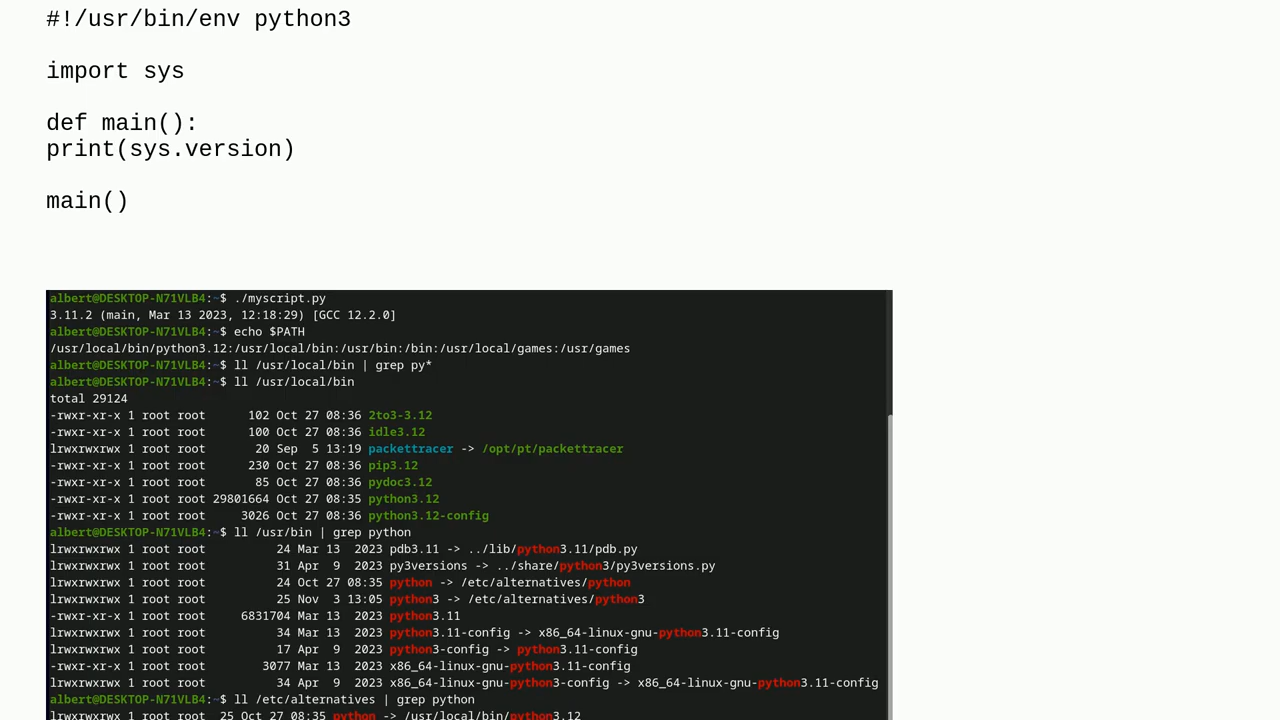 #!/usr/bin/env python3
import sys
def main():
print(sys.version)
main()
albert@DESKTOP-N71VLB4:~$ ./myscript.py
3.11.2 (main, Mar 13 2023, 12:18:29) [GCC 12.2.0]
albert@DESKTOP-N71VLB4:~$ echo $PATH
/usr/local/bin/python3.12:/usr/local/bin:/usr/bin:/bin:/usr/local/games:/usr/games
albert@DESKTOP-N71VLB4:~$ ll /usr/local/bin | grep py*
albert@DESKTOP-N71VLB4:~$ ll /usr/local/bin
total 29124
-rwxr-xr-x 1 root root 102 Oct 27 08:36 2to3-3.12
-rwxr-xr-x 1 root root 100 Oct 27 08:36 idle3.12
lrwxrwxrwx 1 root root 20 Sep 5 13:19 packettracer -> /opt/pt/packettracer
-rwxr-xr-x 1 root root 230 Oct 27 08:36 pip3.12
-rwxr-xr-x 1 root root 85 Oct 27 08:36 pydoc3.12
-rwxr-xr-x 1 root root 29801664 Oct 27 08:35 python3.12
-rwxr-xr-x 1 root root 3026 Oct 27 08:36 python3.12-config
albert@DESKTOP-N71VLB4:~$ ll /usr/bin | grep python
lrwxrwxrwx 1 root root 24 Mar 13 2023 pdb3.11 -> ../lib/python3.11/pdb.py
lrwxrwxrwx 1 root root 31 Apr 9 2023 py3versions -> ../share/python3/py3versions.py
lrwxrwxrwx 1 root root 24 Oct 27 08:35 python -> /etc/alternatives/python
lrwxrwxrwx 1 root root 25 Nov 3 13:05 python3 -> /etc/alternatives/python3
-rwxr-xr-x 1 root root 6831704 Mar 13 2023 python3.11
lrwxrwxrwx 1 root root 34 Mar 13 2023 python3.11-config -> x86_64-linux-gnu-python3.11-config
lrwxrwxrwx 1 root root 17 Apr 9 2023 python3-config -> python3.11-config
-rwxr-xr-x 1 root root 3077 Mar 13 2023 x86_64-linux-gnu-python3.11-config
lrwxrwxrwx 1 root root 34 Apr 9 2023 x86_64-linux-gnu-python3-config -> x86_64-linux-gnu-python3.11-config
albert@DESKTOP-N71VLB4:~$ ll /etc/alternatives | grep python
lrwxrwxrwx 1 root root 25 Oct 27 08:35 python -> /usr/local/bin/python3.12